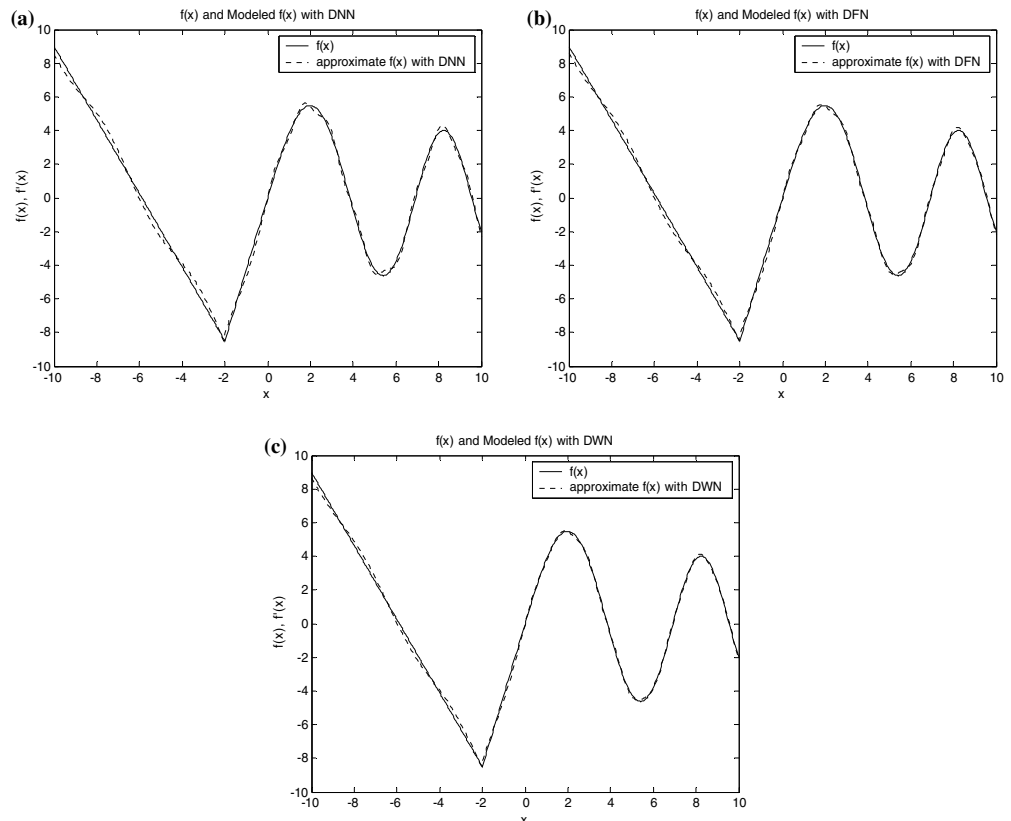 (a)
f(x) and Modeled f(x) with DNN
f(x)
approximate f(x) with DNN
f(x), f'(x)
10
8
6
4
2
0
-2
-4
-6
-8
-10
-10 -8 -6 -4 -2 0 2 4 6 8 10
x
(b)
f(x) and Modeled f(x) with DFN
f(x)
approximate f(x) with DFN
f(x), f'(x)
10
8
6
4
2
0
-2
-4
-6
-8
-10
-10 -8 -6 -4 -2 0 2 4 6 8 10
x
(c)
f(x) and Modeled f(x) with DWN
f(x)
approximate f(x) with DWN
f(x), f'(x)
10
8
6
4
2
0
-2
-4
-6
-8
-10
-10 -8 -6 -4 -2 0 2 4 6 8 10
x